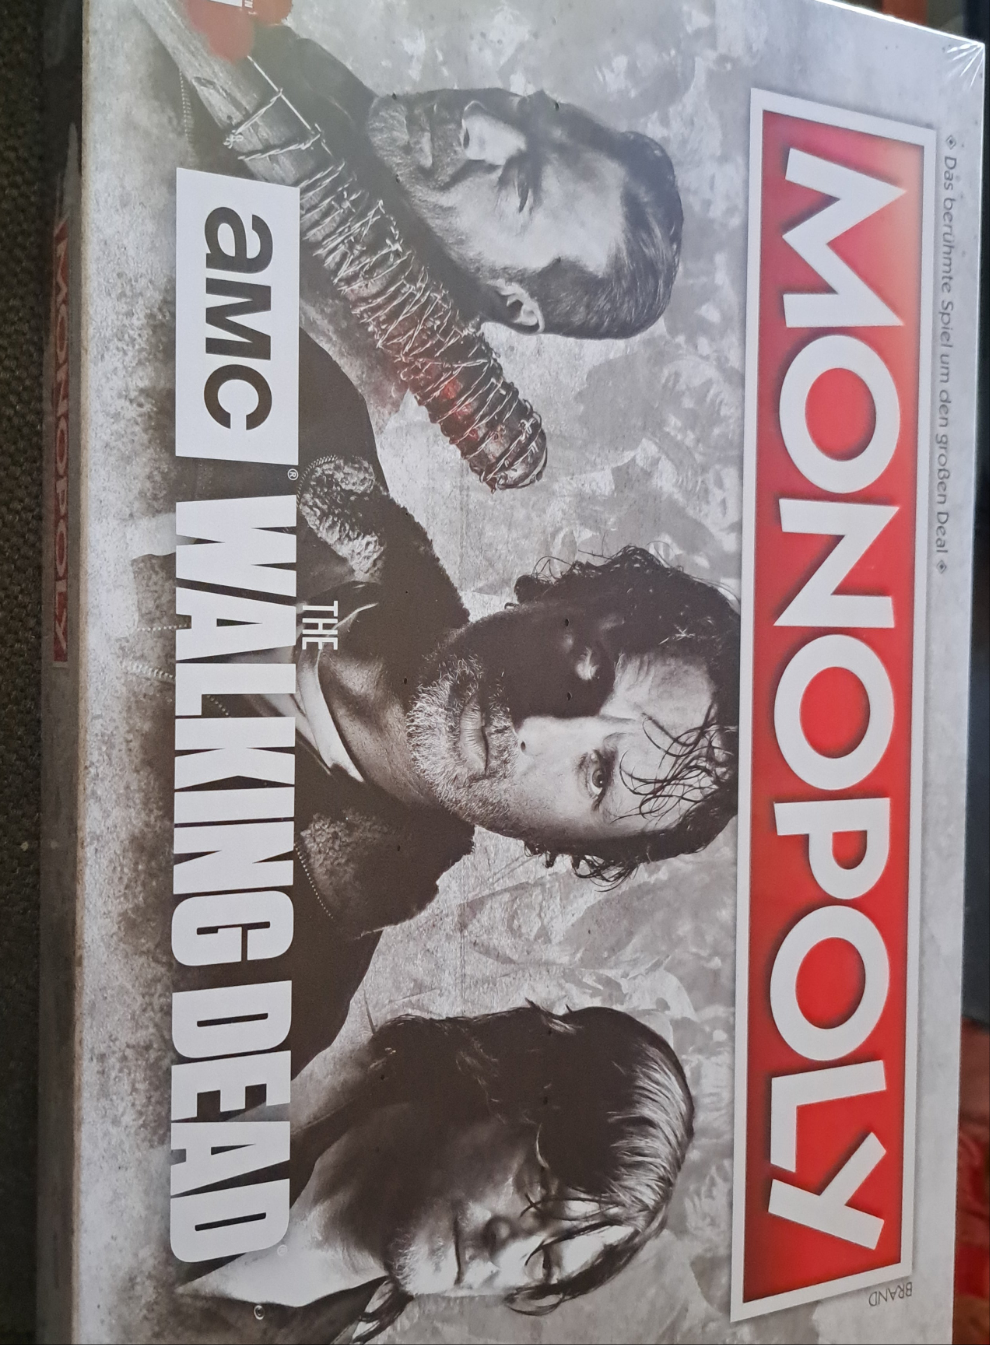 ◈ Das berühmte Spiel um den großen Deal ◈
MONOPOLY
BRAND
THE
aMC® WALKING DEAD
MONOPOLY